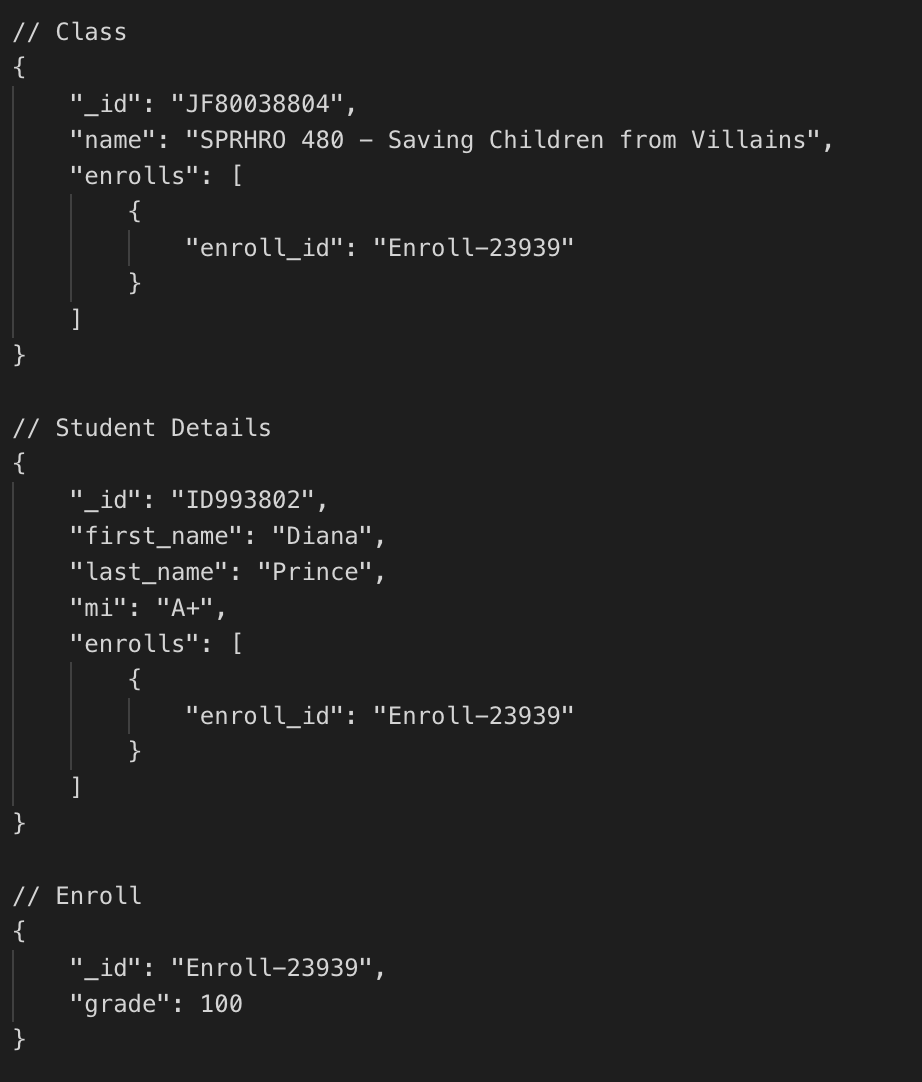 // Class
{
    "_id": "JF80038804",
    "name": "SPRHRO 480 – Saving Children from Villains",
    "enrolls": [
        {
            "enroll_id": "Enroll–23939"
        }
    ]
}

// Student Details
{
    "_id": "ID993802",
    "first_name": "Diana",
    "last_name": "Prince",
    "mi": "A+",
    "enrolls": [
        {
            "enroll_id": "Enroll–23939"
        }
    ]
}

// Enroll
{
    "_id": "Enroll–23939",
    "grade": 100
}